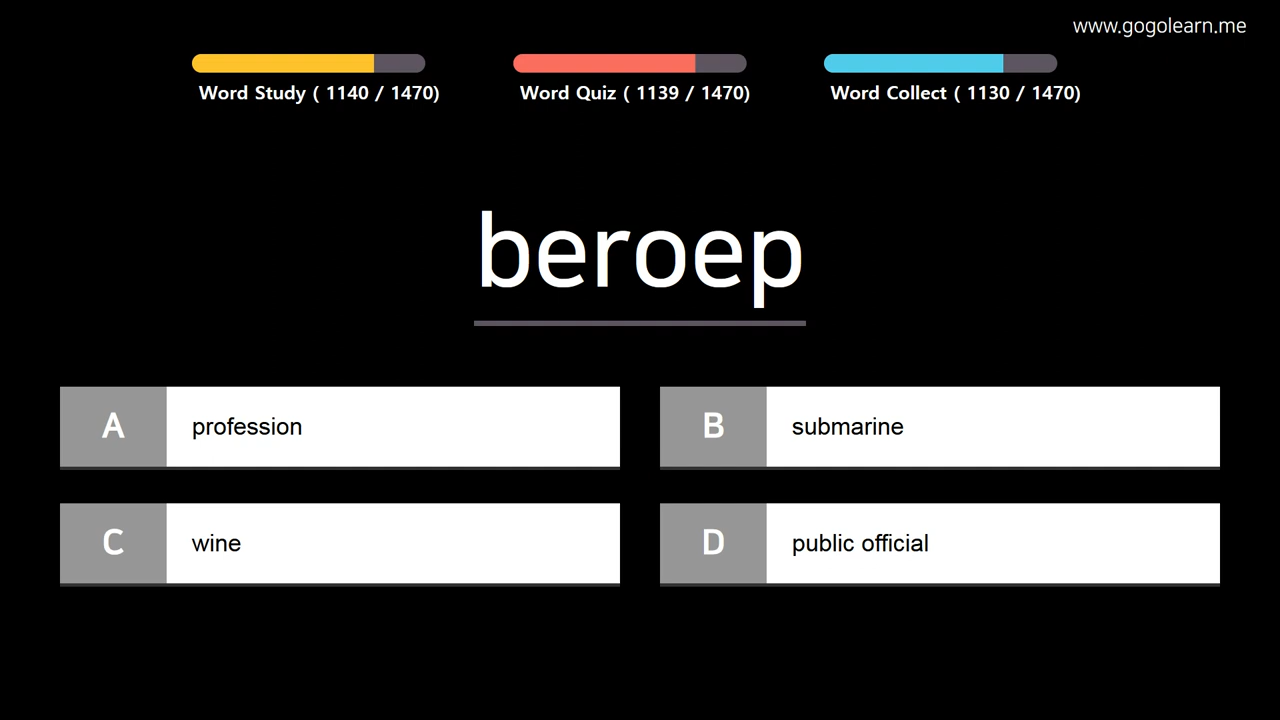 www.gogolearn.me
Word Study ( 1140 / 1470)
Word Quiz ( 1139 / 1470)
Word Collect ( 1130 / 1470)
beroep
A profession
B submarine
C wine
D public official